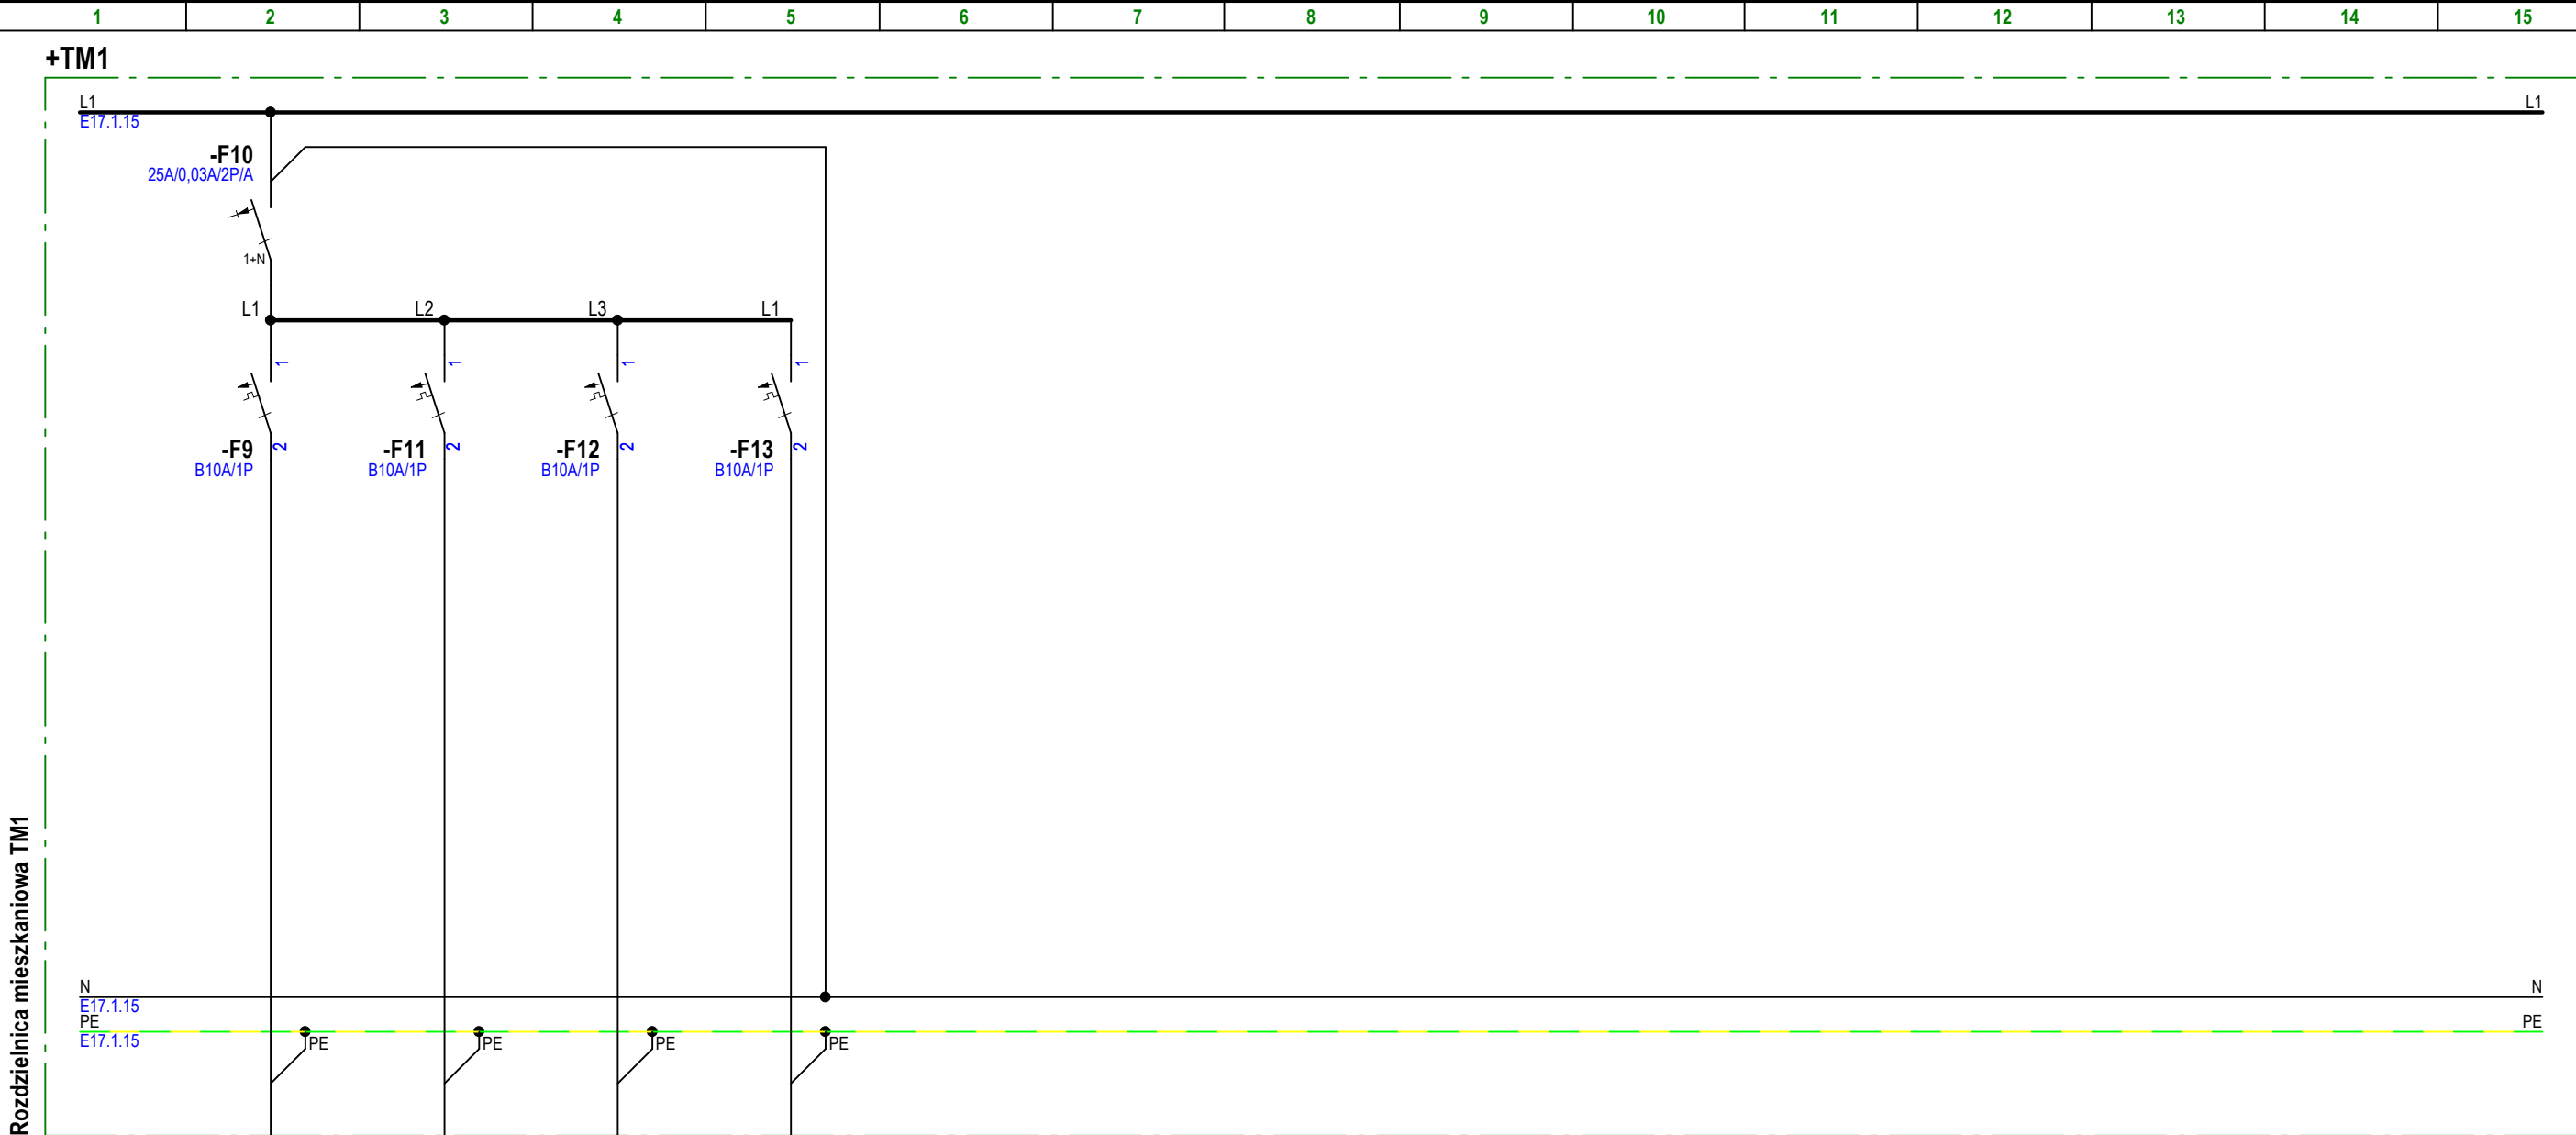 1 2 3 4 5 6 7 8 9 10 11 12 13 14 15
+TM1
L1 L1
E17.1.15
-F10
25A/0,03A/2P/A
1+N
L1 L2 L3 L1
1 1 1 1
-F9 2 -F11 2 -F12 2 -F13 2
B10A/1P B10A/1P B10A/1P B10A/1P
Rozdzielnica mieszkaniowa TM1
N N
E17.1.15
PE PE
E17.1.15
PE PE PE PE